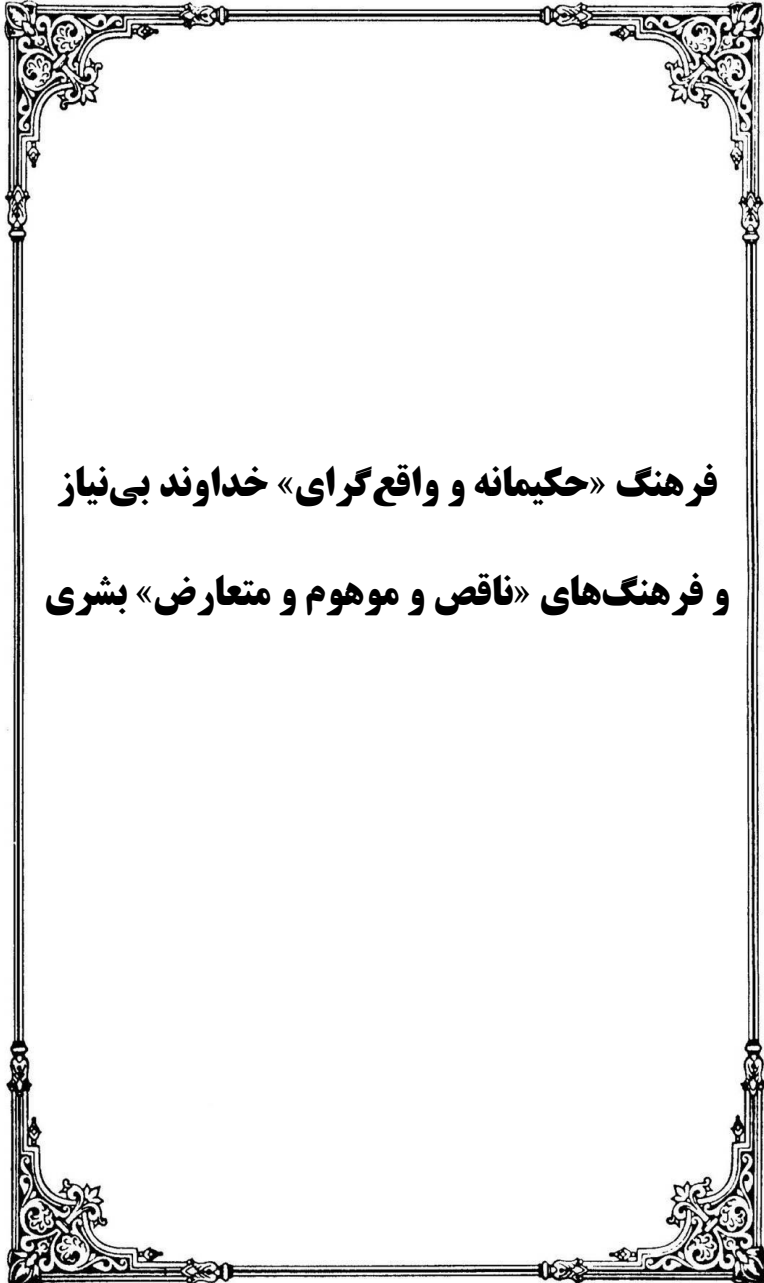 فرهنگ «حکیمانه و واقع‌گرای» خداوند بی‌نیاز
و فرهنگ‌های «ناقص و موهوم و متعارض» بشری